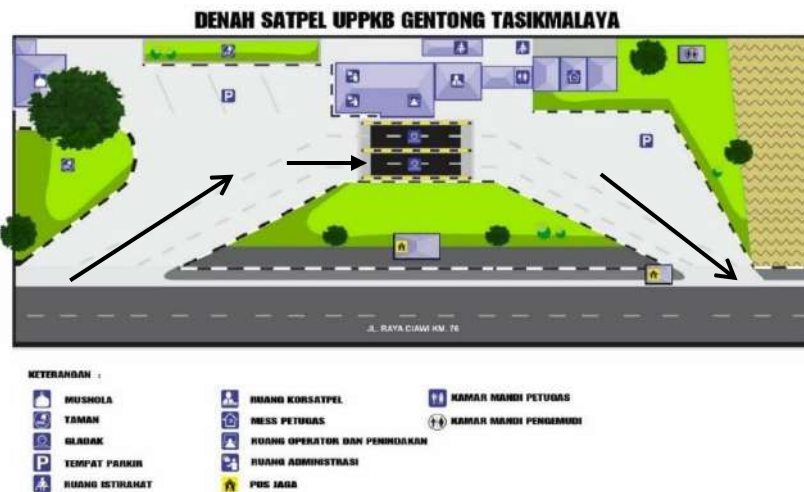 DENAH SATPEL UPPKB GENTONG TASIKMALAYA
P
P
JL. RAYA CIAWI KM. 76
KETERANGAN :
MUSHOLA
TAMAN
GLADAK
P TEMPAT PARKIR
RUANG ISTIRAHAT
RUANG KORSATPEL
MESS PETUGAS
RUANG OPERATOR DAN PENINDAKAN
RUANG ADMINISTRASI
POS JAGA
KAMAR MANDI PETUGAS
KAMAR MANDI PENGEMUDI